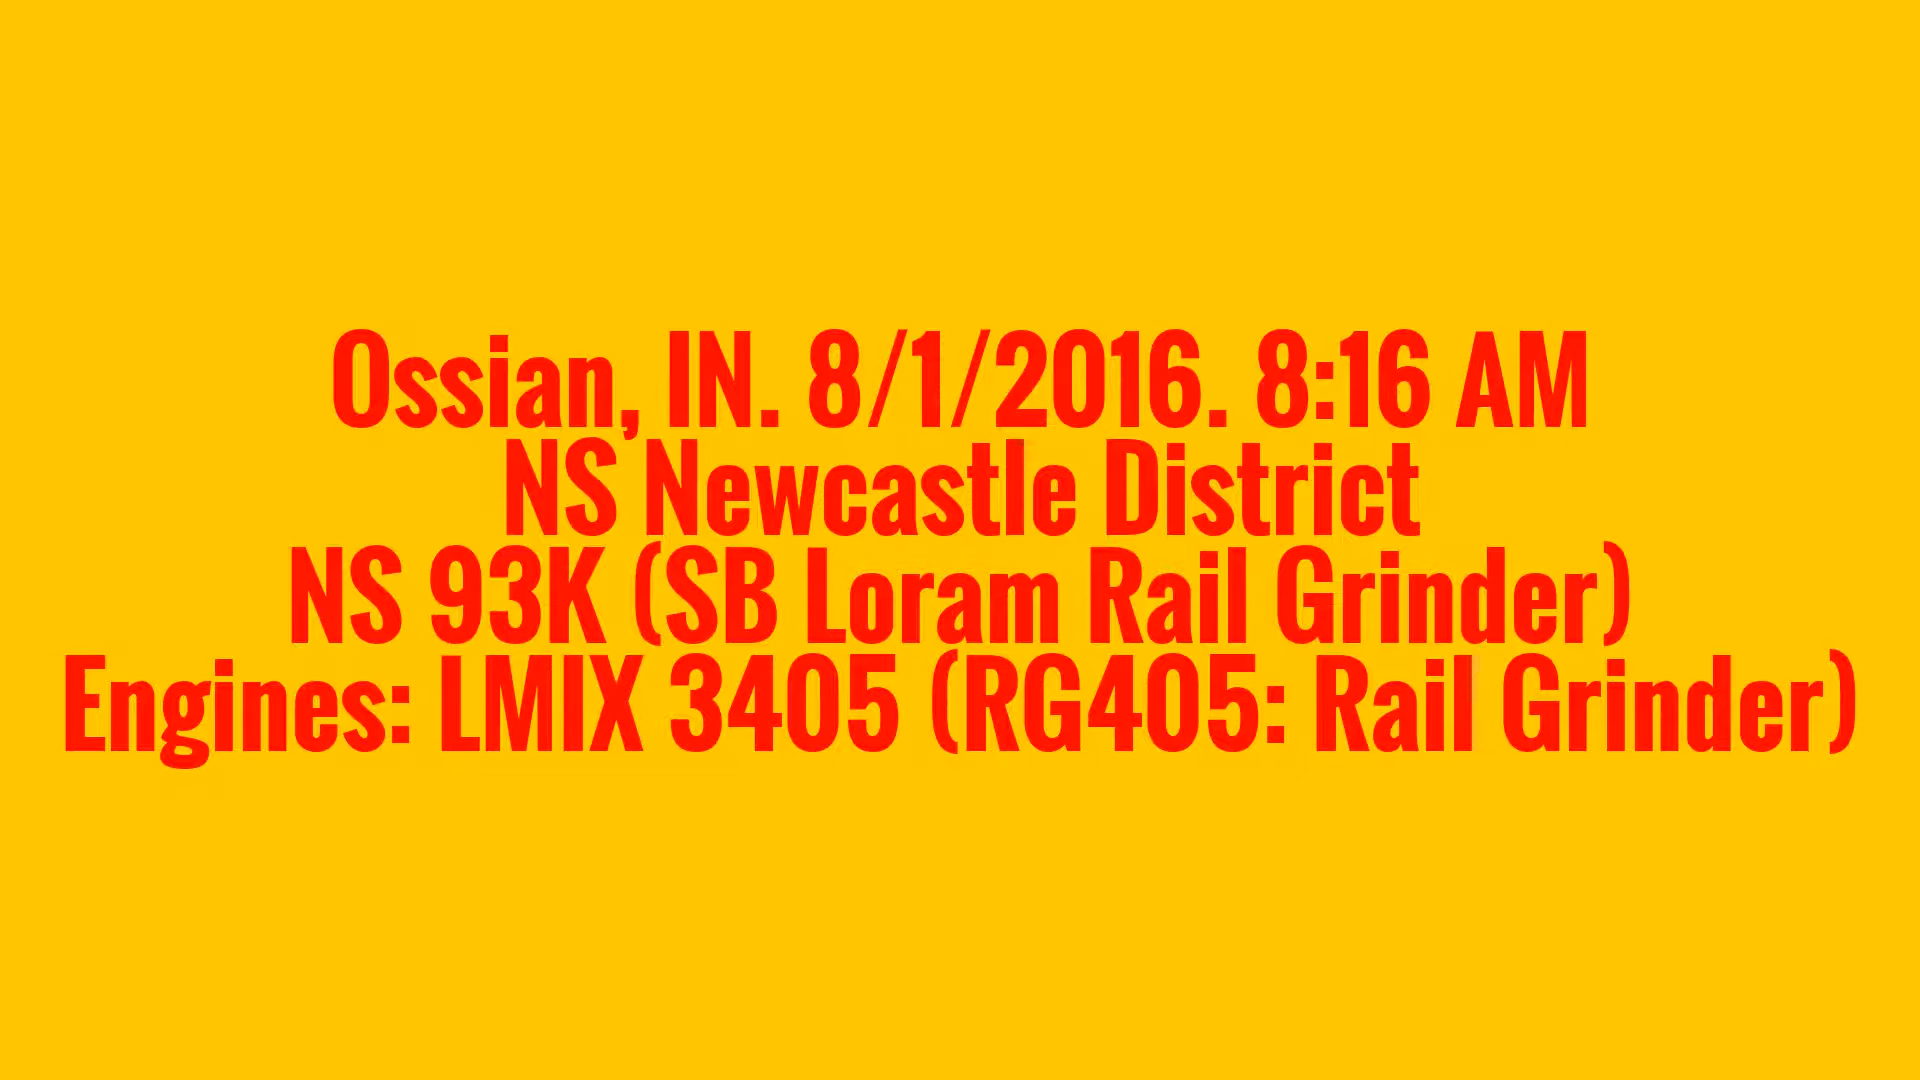 Ossian, IN. 8/1/2016. 8:16 AM
NS Newcastle District
NS 93K (SB Loram Rail Grinder)
Engines: LMIX 3405 (RG405: Rail Grinder)